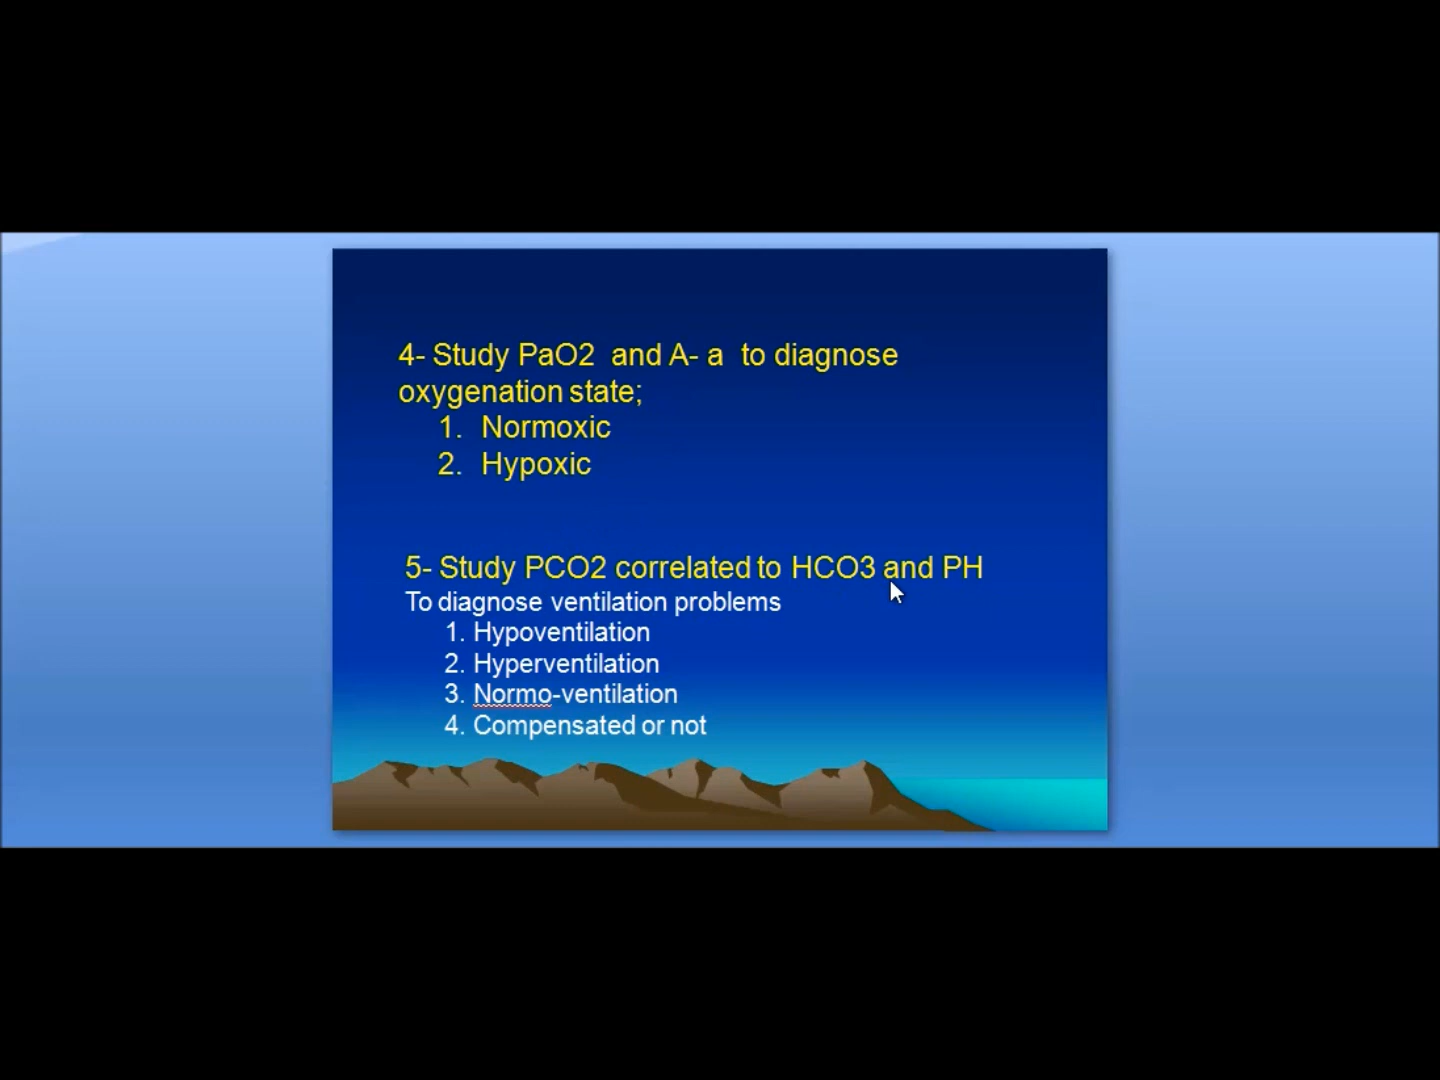 4- Study PaO2 and A- a to diagnose
oxygenation state;
1. Normoxic
2. Hypoxic
5- Study PCO2 correlated to HCO3 and PH
To diagnose ventilation problems
1. Hypoventilation
2. Hyperventilation
3. Normo-ventilation
4. Compensated or not